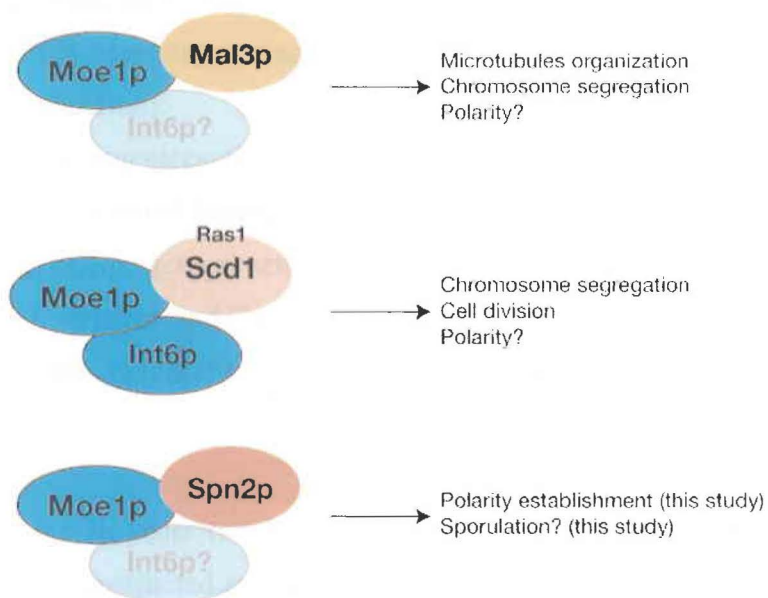 Moe1p
Mal3p
Int6p?
Microtubules organization
Chromosome segregation
Polarity?
Ras1
Scd1
Moe1p
Int6p
Chromosome segregation
Cell division
Polarity?
Moe1p
Spn2p
Int6p?
Polarity establishment (this study)
Sporulation? (this study)